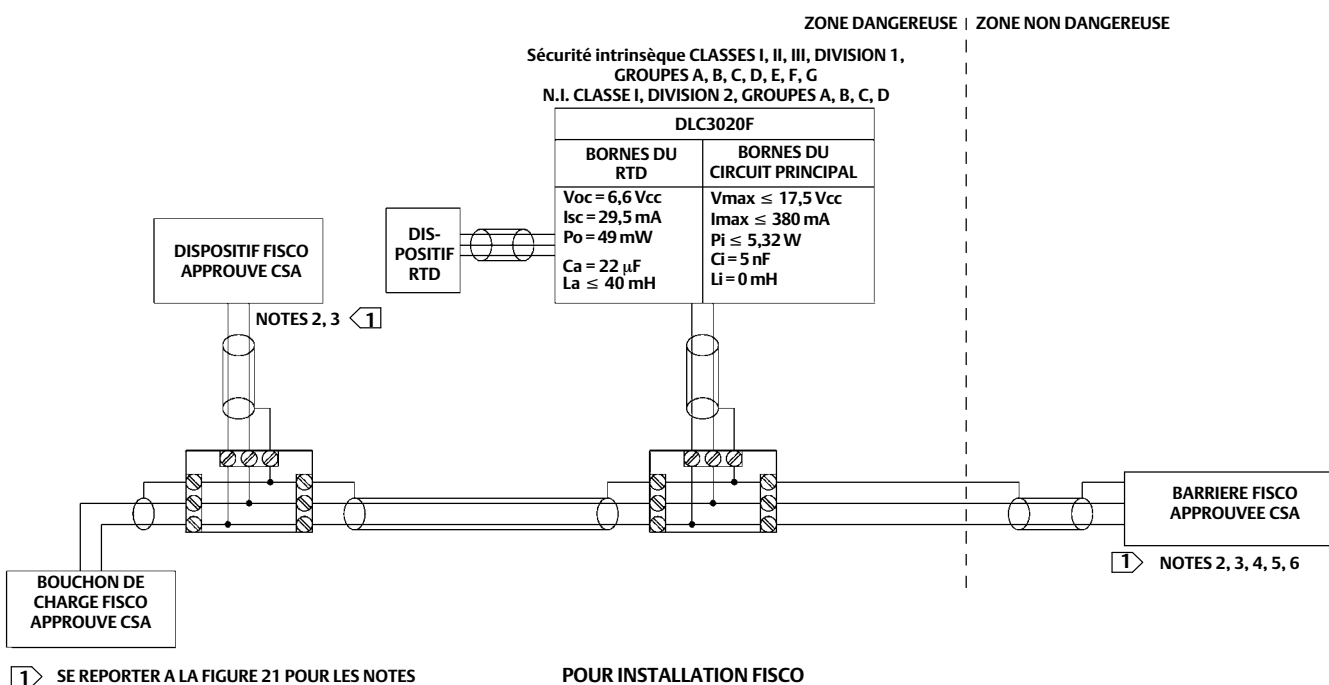 ZONE DANGEREUSE
ZONE NON DANGEREUSE
Sécurité intrinsèque CLASSES I, II, III, DIVISION 1,
GROUPES A, B, C, D, E, F, G
N.I. CLASSE I, DIVISION 2, GROUPES A, B, C, D
DLC3020F
BORNES DU
RTD
BORNES DU
CIRCUIT PRINCIPAL
Voc = 6,6 Vcc
Isc = 29,5 mA
Po = 49 mW
Ca = 22 μF
La ≤ 40 mH
Vmax ≤ 17,5 Vcc
Imax ≤ 380 mA
Pi ≤ 5,32 W
Ci = 5 nF
Li = 0 mH
DIS-
POSITIF
RTD
DISPOSITIF FISCO
APPROUVE CSA
NOTES 2, 3 1
BARRIERE FISCO
APPROUVEE CSA
1 NOTES 2, 3, 4, 5, 6
BOUCHON DE
CHARGE FISCO
APPROUVE CSA
1 SE REPORTER A LA FIGURE 21 POUR LES NOTES
POUR INSTALLATION FISCO